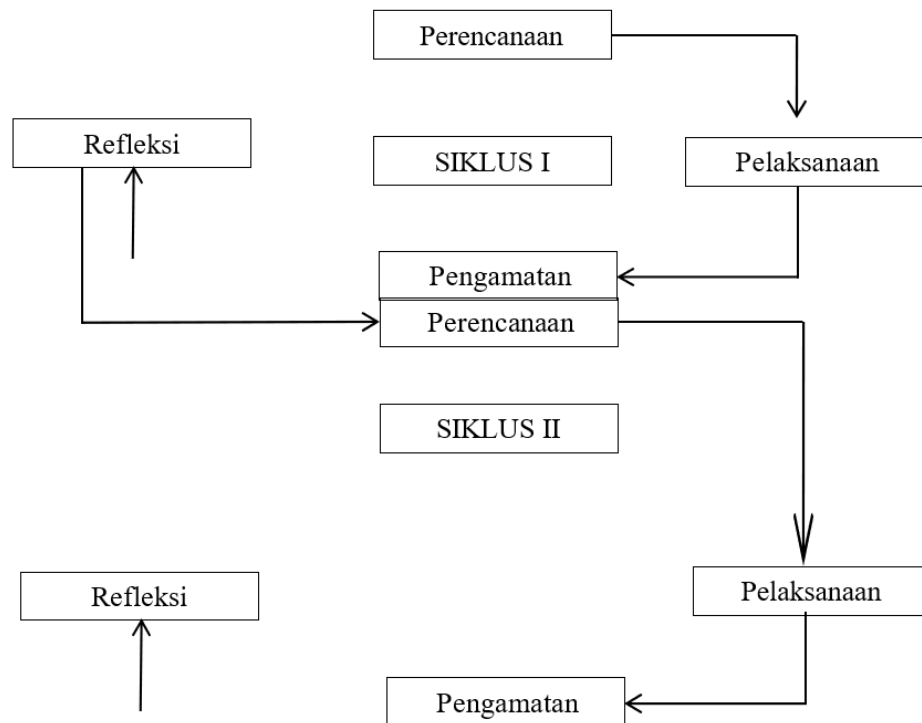 Perencanaan
Refleksi
SIKLUS I
Pelaksanaan
Pengamatan
Perencanaan
SIKLUS II
Refleksi
Pelaksanaan
Pengamatan